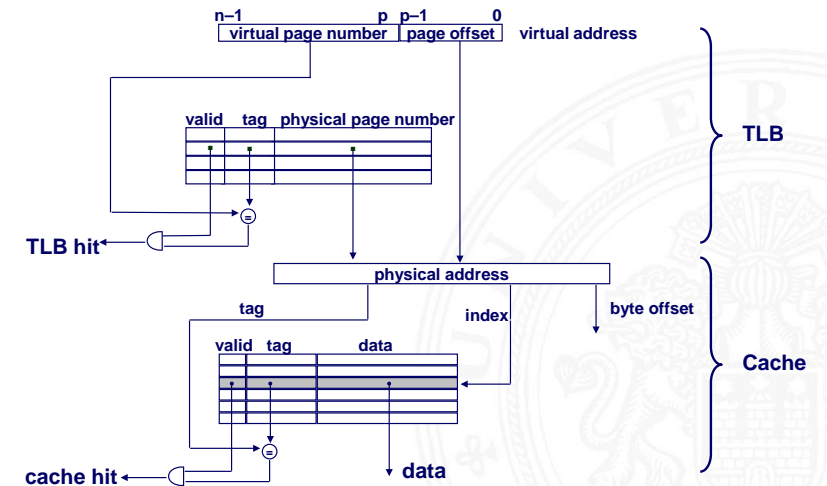 n–1 p p–1 0
virtual page number page offset virtual address
valid tag physical page number
TLB
=
TLB hit
physical address
tag index byte offset
valid tag data
Cache
=
cache hit data
UNIVER